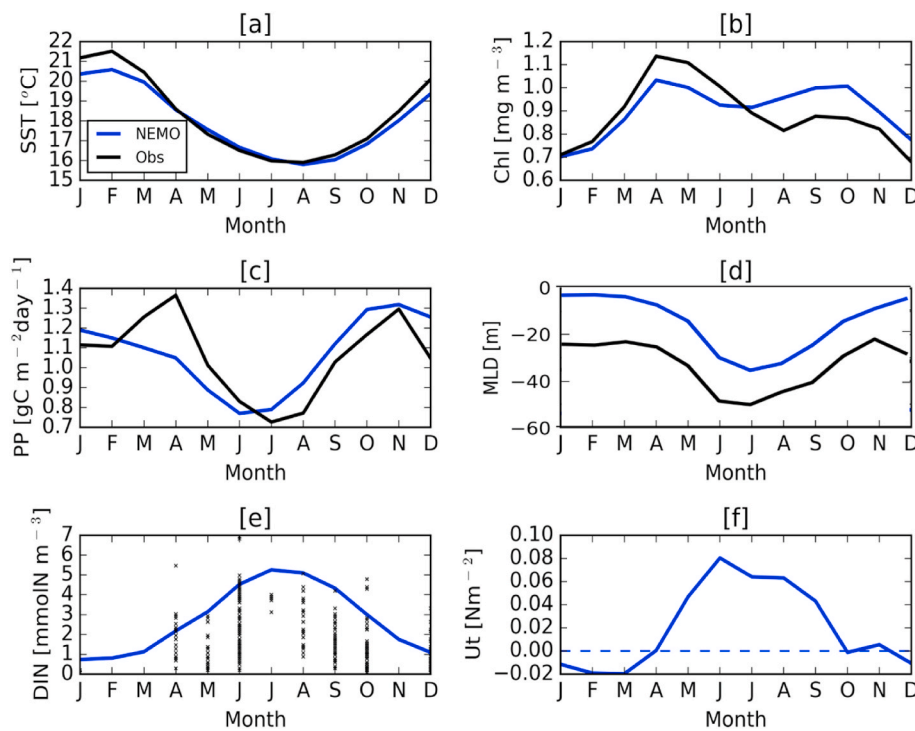 [a]
SST [°C]
22
21
20
19
18
17
16
15
NEMO
Obs
J F M A M J J A S O N D
Month
[b]
Chl [mg m⁻³]
1.2
1.1
1.0
0.9
0.8
0.7
0.6
J F M A M J J A S O N D
Month
[c]
PP [gC m⁻²day⁻¹]
1.4
1.3
1.2
1.1
1.0
0.9
0.8
0.7
J F M A M J J A S O N D
Month
[d]
MLD [m]
0
−20
−40
−60
J F M A M J J A S O N D
Month
[e]
DIN [mmolN m⁻³]
7
6
5
4
3
2
1
0
J F M A M J J A S O N D
Month
[f]
Ut [Nm⁻²]
0.10
0.08
0.06
0.04
0.02
0.00
−0.02
J F M A M J J A S O N D
Month